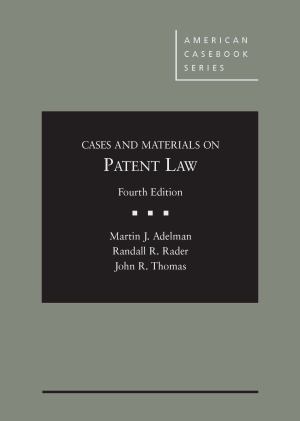 AMERICAN
CASEBOOK
SERIES
CASES AND MATERIALS ON
PATENT LAW
Fourth Edition
Martin J. Adelman
Randall R. Rader
John R. Thomas